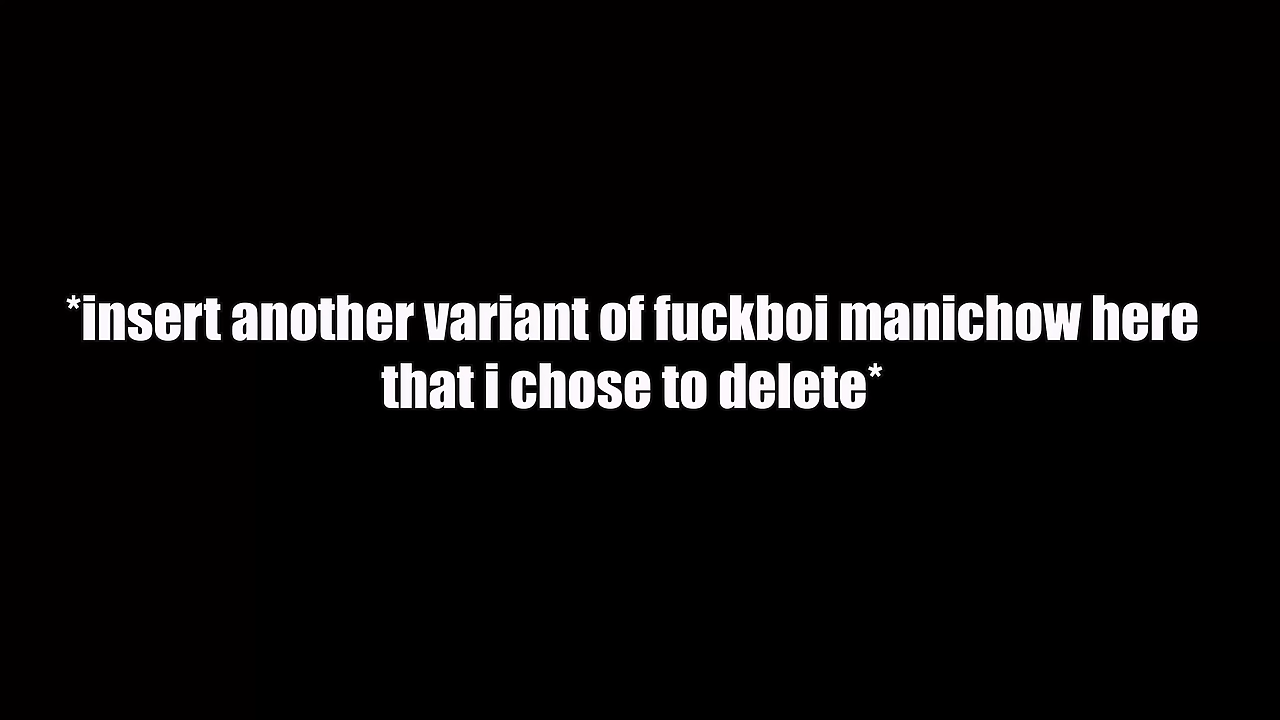 *insert another variant of fuckboi manichow here
that i chose to delete*